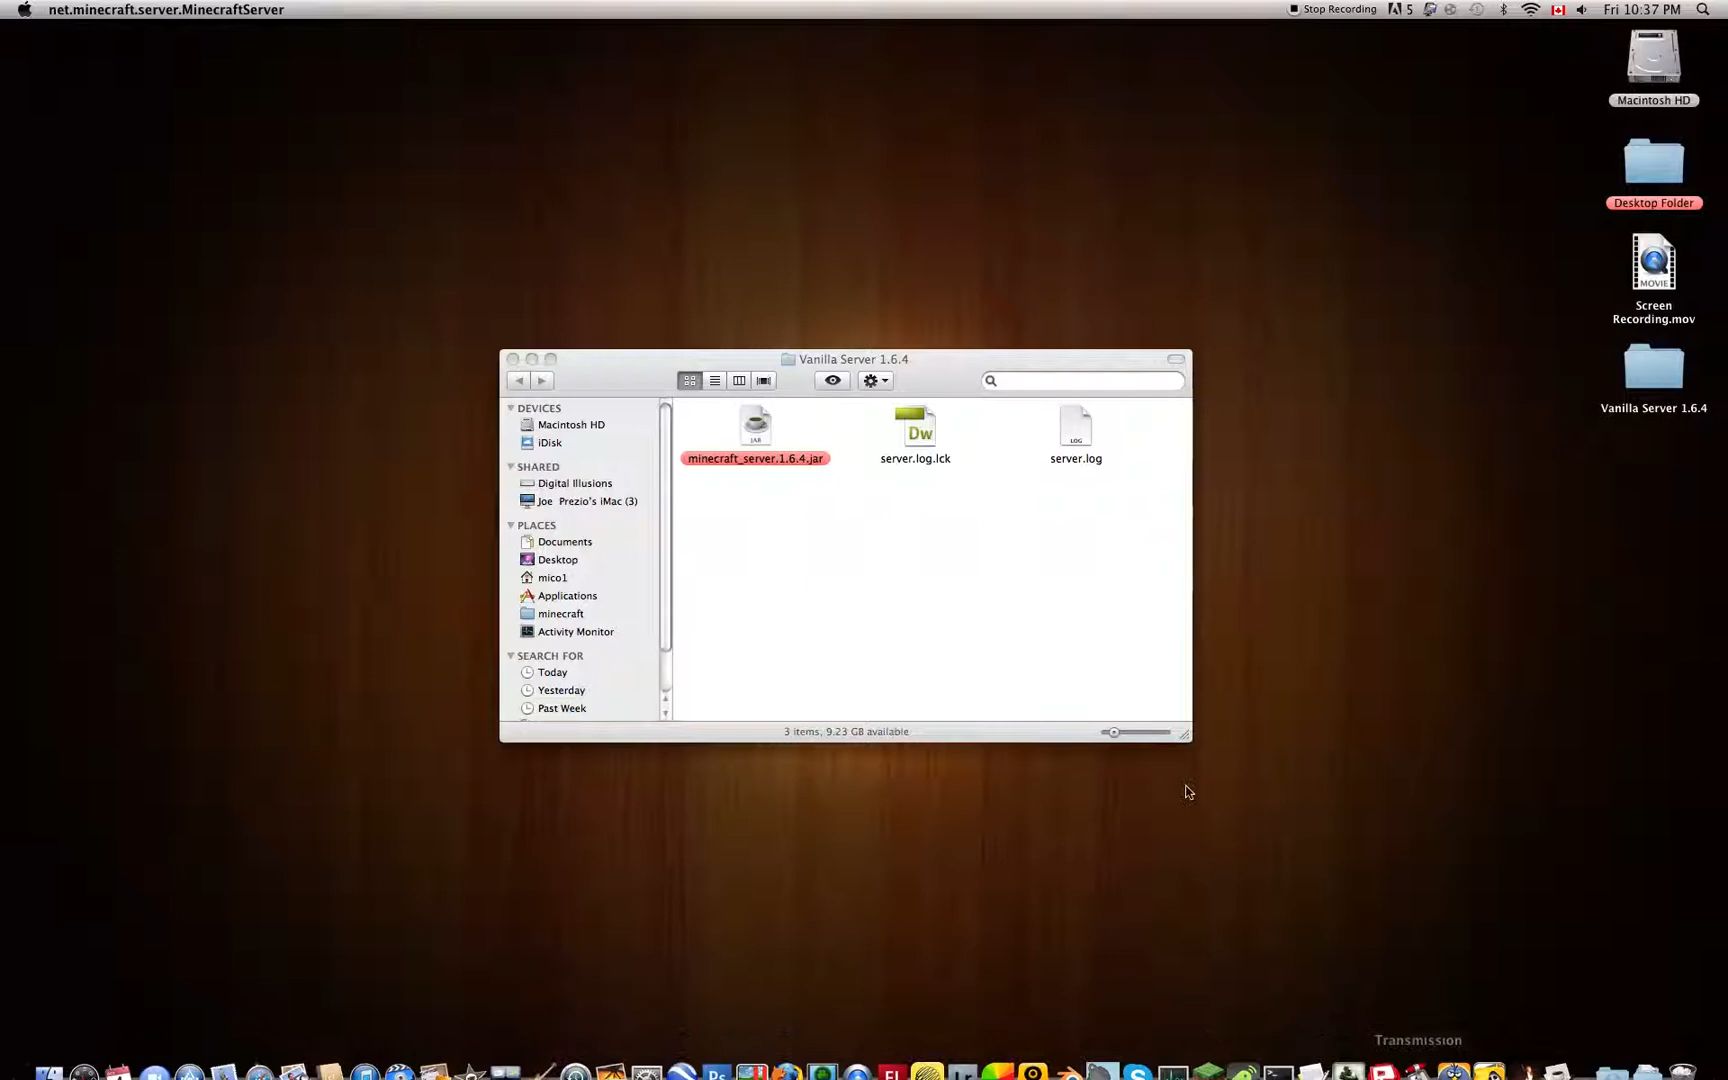 net.minecraft.server.MinecraftServer
Stop Recording
5
Fri 10:37 PM
Macintosh HD
Desktop Folder
MOVIE
Screen
Recording.mov
Vanilla Server 1.6.4
Vanilla Server 1.6.4
DEVICES
Macintosh HD
iDisk
SHARED
Digital Illusions
Joe Prezio's iMac (3)
PLACES
Documents
Desktop
mico1
Applications
minecraft
Activity Monitor
SEARCH FOR
Today
Yesterday
Past Week
JAR
minecraft_server.1.6.4.jar
Dw
server.log.lck
LOG
server.log
3 items, 9.23 GB available
Transmission